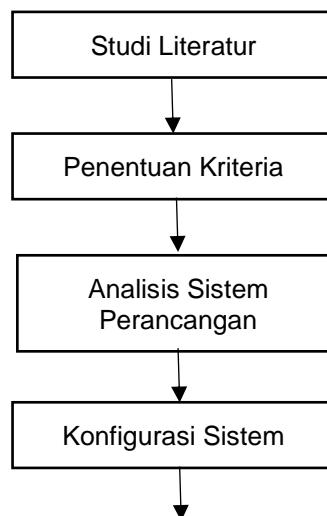 Studi Literatur
Penentuan Kriteria
Analisis Sistem
Perancangan
Konfigurasi Sistem